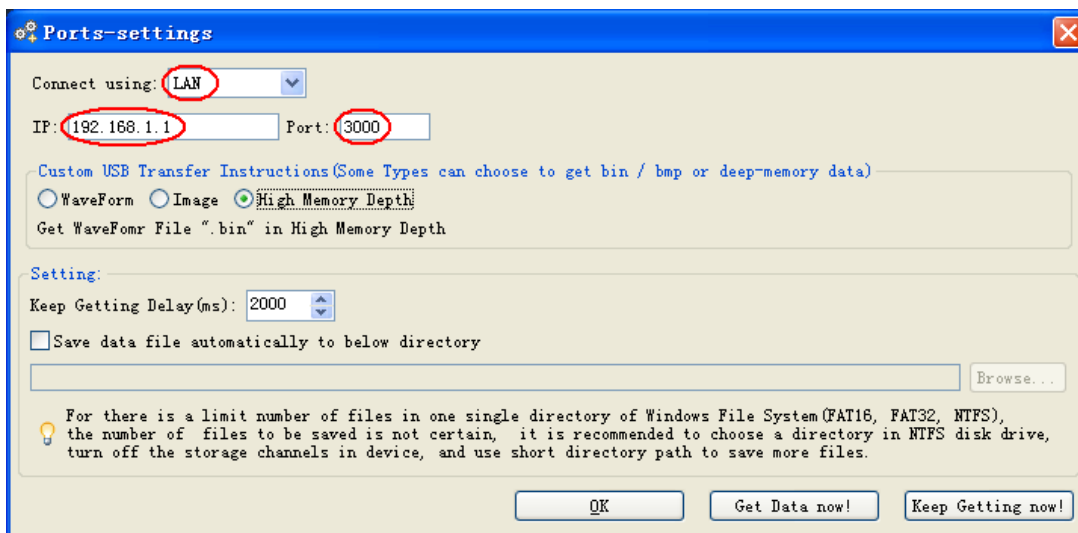 Ports-settings
Connect using: LAN
IP: 192.168.1.1 Port: 3000
Custom USB Transfer Instructions(Some Types can choose to get bin / bmp or deep-memory data)
WaveForm Image High Memory Depth
Get WaveFomr File ".bin" in High Memory Depth
Setting:
Keep Getting Delay(ms): 2000
Save data file automatically to below directory
Browse...
For there is a limit number of files in one single directory of Windows File System(FAT16, FAT32, NTFS),
the number of files to be saved is not certain, it is recommended to choose a directory in NTFS disk drive,
turn off the storage channels in device, and use short directory path to save more files.
OK Get Data now! Keep Getting now!